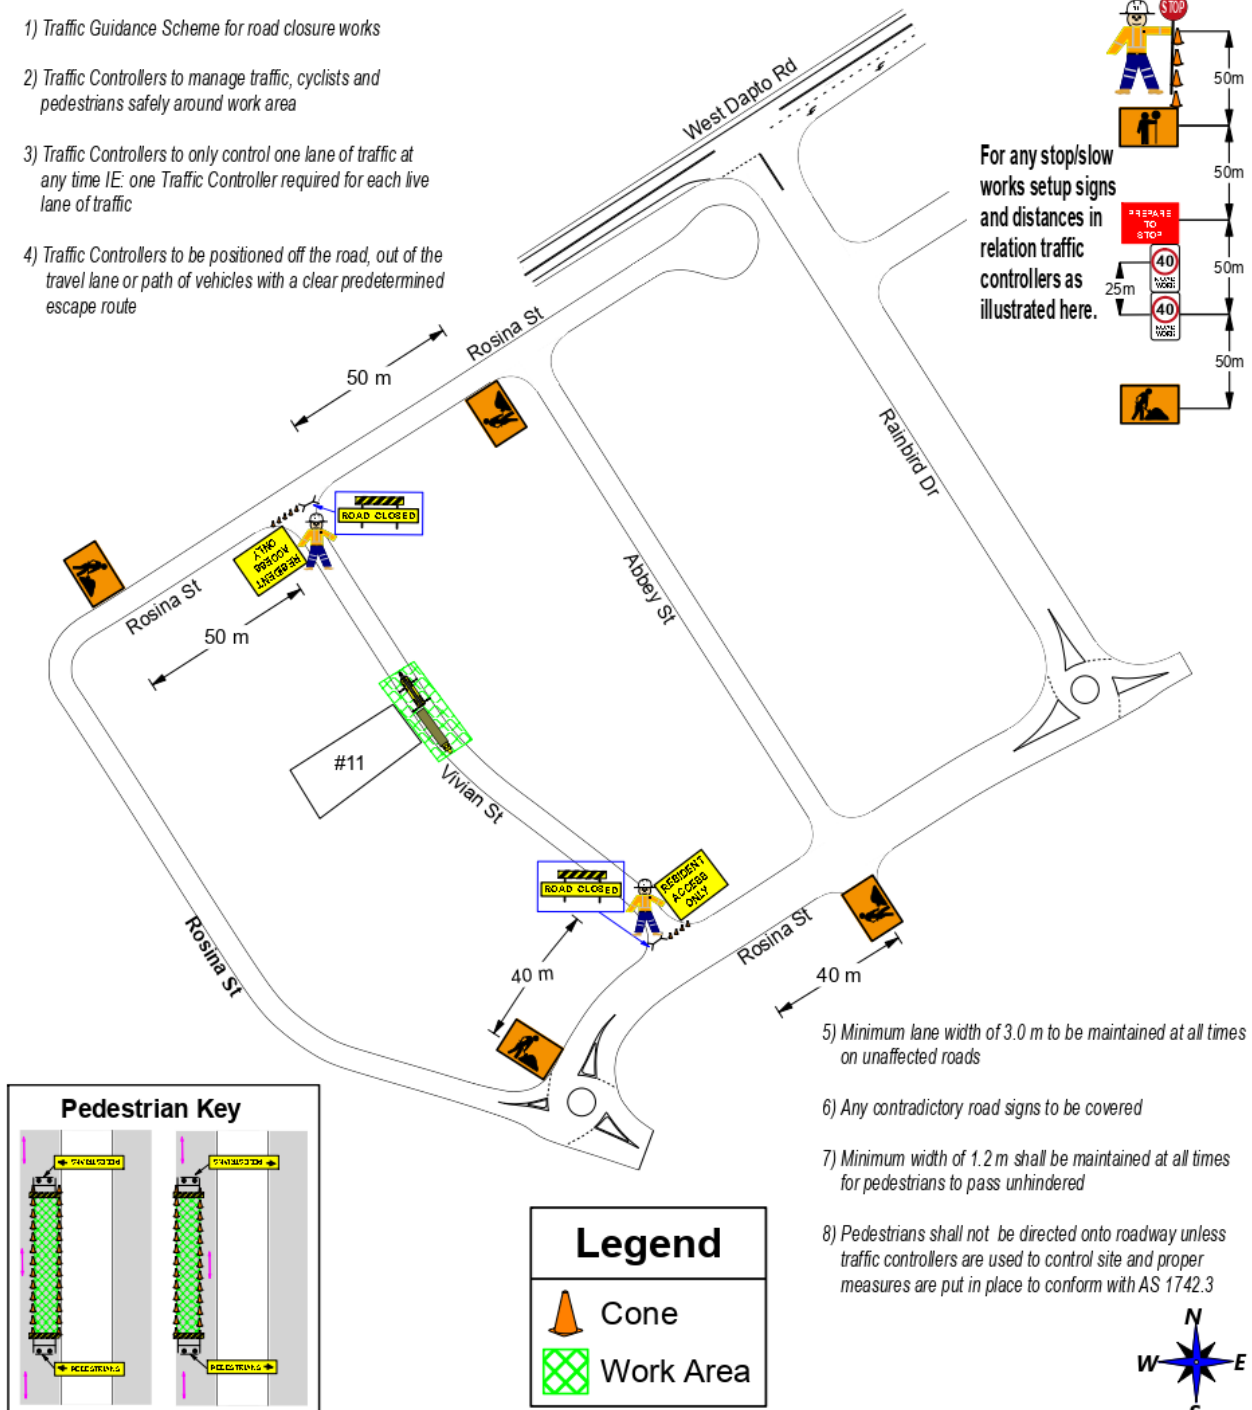 1) Traffic Guidance Scheme for road closure works
2) Traffic Controllers to manage traffic, cyclists and
pedestrians safely around work area
3) Traffic Controllers to only control one lane of traffic at
any time IE: one Traffic Controller required for each live
lane of traffic
4) Traffic Controllers to be positioned off the road, out of the
travel lane or path of vehicles with a clear predetermined
escape route
STOP
50m
50m
50m
50m
25m
PREPARE
TO
STOP
40
ROAD
WORK
40
ROAD
WORK
For any stop/slow
works setup signs
and distances in
relation traffic
controllers as
illustrated here.
West Dapto Rd
Rosina St
50 m
Rainbird Dr
ROAD CLOSED
RESIDENT
ACCESS
ONLY
Rosina St
50 m
Abbey St
#11
Vivian St
ROAD CLOSED
RESIDENT
ACCESS
ONLY
Rosina St
Rosina St
40 m
40 m
5) Minimum lane width of 3.0 m to be maintained at all times
on unaffected roads
6) Any contradictory road signs to be covered
7) Minimum width of 1.2 m shall be maintained at all times
for pedestrians to pass unhindered
8) Pedestrians shall not be directed onto roadway unless
traffic controllers are used to control site and proper
measures are put in place to conform with AS 1742.3
Pedestrian Key
PEDESTRIANS
PEDESTRIANS
PEDESTRIANS
PEDESTRIANS
Legend
Cone
Work Area
N
W
E
S